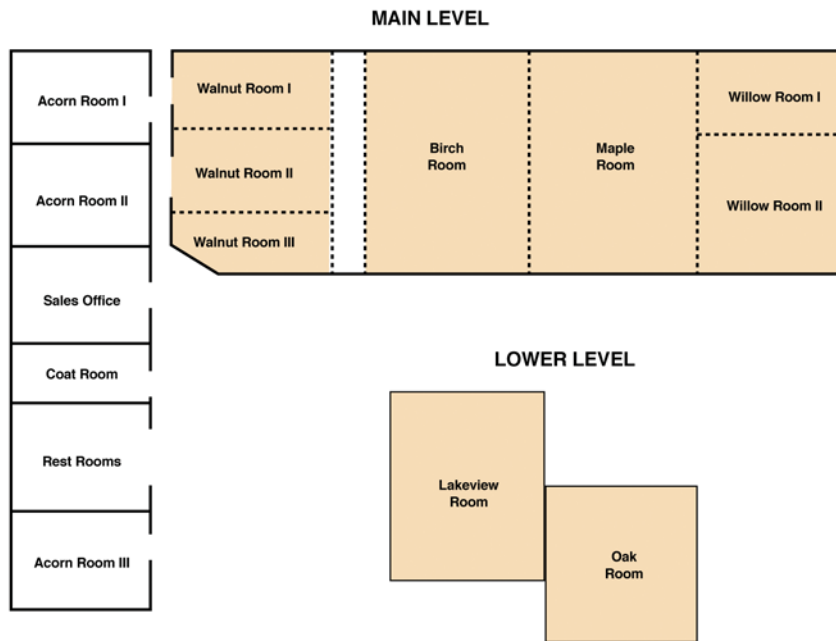 MAIN LEVEL
Acorn Room I
Walnut Room I
Birch
Room
Maple
Room
Willow Room I
Acorn Room II
Walnut Room II
Willow Room II
Walnut Room III
Sales Office
Coat Room
Rest Rooms
Acorn Room III
LOWER LEVEL
Lakeview
Room
Oak
Room